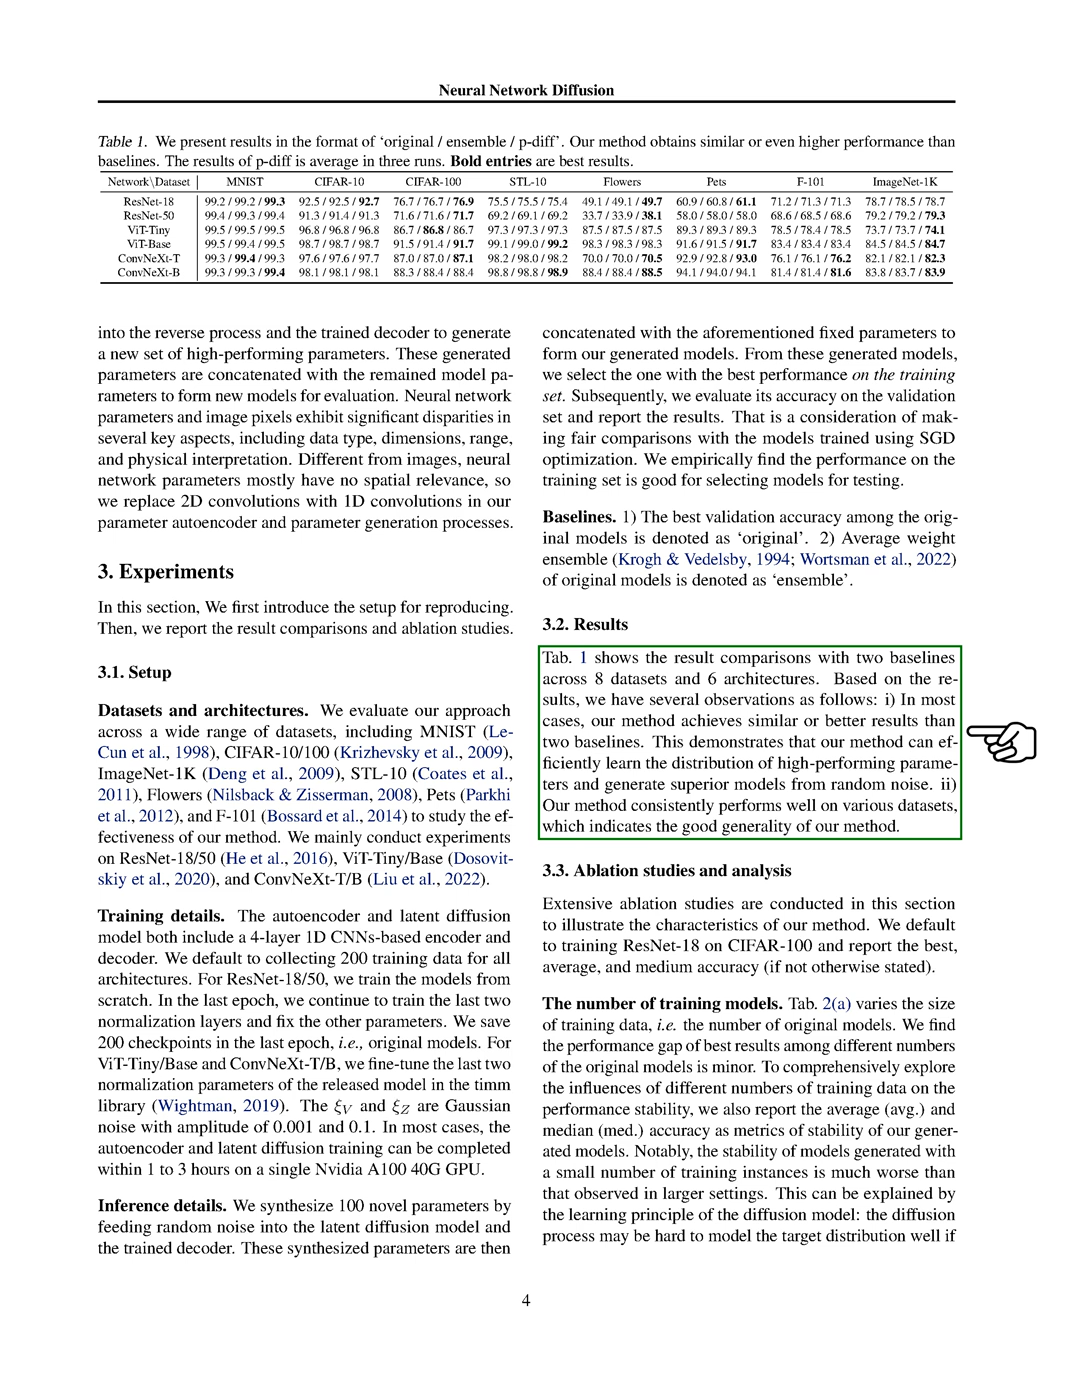 Neural Network Diffusion
Table 1. We present results in the format of ‘original / ensemble / p-diff’. Our method obtains similar or even higher performance than
baselines. The results of p-diff is average in three runs. Bold entries are best results.
Network\Dataset MNIST CIFAR-10 CIFAR-100 STL-10 Flowers Pets F-101 ImageNet-1K
ResNet-18 99.2 / 99.2 / 99.3 92.5 / 92.5 / 92.7 76.7 / 76.7 / 76.9 75.5 / 75.5 / 75.4 49.1 / 49.1 / 49.7 60.9 / 60.8 / 61.1 71.2 / 71.3 / 71.3 78.7 / 78.5 / 78.7
ResNet-50 99.4 / 99.3 / 99.4 91.3 / 91.4 / 91.3 71.6 / 71.6 / 71.7 69.2 / 69.1 / 69.2 33.7 / 33.9 / 38.1 58.0 / 58.0 / 58.0 68.6 / 68.5 / 68.6 79.2 / 79.2 / 79.3
ViT-Tiny 99.5 / 99.5 / 99.5 96.8 / 96.8 / 96.8 86.7 / 86.8 / 86.7 97.3 / 97.3 / 97.3 87.5 / 87.5 / 87.5 89.3 / 89.3 / 89.3 78.5 / 78.4 / 78.5 73.7 / 73.7 / 74.1
ViT-Base 99.5 / 99.4 / 99.5 98.7 / 98.7 / 98.7 91.5 / 91.4 / 91.7 99.1 / 99.0 / 99.2 98.3 / 98.3 / 98.3 91.6 / 91.5 / 91.7 83.4 / 83.4 / 83.4 84.5 / 84.5 / 84.7
ConvNeXt-T 99.3 / 99.4 / 99.3 97.6 / 97.6 / 97.7 87.0 / 87.0 / 87.1 98.2 / 98.0 / 98.2 70.0 / 70.0 / 70.5 92.9 / 92.8 / 93.0 76.1 / 76.1 / 76.2 82.1 / 82.1 / 82.3
ConvNeXt-B 99.3 / 99.3 / 99.4 98.1 / 98.1 / 98.1 88.3 / 88.4 / 88.4 98.8 / 98.8 / 98.9 88.4 / 88.4 / 88.5 94.1 / 94.0 / 94.1 81.4 / 81.4 / 81.6 83.8 / 83.7 / 83.9
into the reverse process and the trained decoder to generate
a new set of high-performing parameters. These generated
parameters are concatenated with the remained model pa-
rameters to form new models for evaluation. Neural network
parameters and image pixels exhibit significant disparities in
several key aspects, including data type, dimensions, range,
and physical interpretation. Different from images, neural
network parameters mostly have no spatial relevance, so
we replace 2D convolutions with 1D convolutions in our
parameter autoencoder and parameter generation processes.
3. Experiments
In this section, We first introduce the setup for reproducing.
Then, we report the result comparisons and ablation studies.
3.1. Setup
Datasets and architectures. We evaluate our approach
across a wide range of datasets, including MNIST (Le-
Cun et al., 1998), CIFAR-10/100 (Krizhevsky et al., 2009),
ImageNet-1K (Deng et al., 2009), STL-10 (Coates et al.,
2011), Flowers (Nilsback & Zisserman, 2008), Pets (Parkhi
et al., 2012), and F-101 (Bossard et al., 2014) to study the ef-
fectiveness of our method. We mainly conduct experiments
on ResNet-18/50 (He et al., 2016), ViT-Tiny/Base (Dosovit-
skiy et al., 2020), and ConvNeXt-T/B (Liu et al., 2022).
Training details. The autoencoder and latent diffusion
model both include a 4-layer 1D CNNs-based encoder and
decoder. We default to collecting 200 training data for all
architectures. For ResNet-18/50, we train the models from
scratch. In the last epoch, we continue to train the last two
normalization layers and fix the other parameters. We save
200 checkpoints in the last epoch, i.e., original models. For
ViT-Tiny/Base and ConvNeXt-T/B, we fine-tune the last two
normalization parameters of the released model in the timm
library (Wightman, 2019). The ξV and ξZ are Gaussian
noise with amplitude of 0.001 and 0.1. In most cases, the
autoencoder and latent diffusion training can be completed
within 1 to 3 hours on a single Nvidia A100 40G GPU.
Inference details. We synthesize 100 novel parameters by
feeding random noise into the latent diffusion model and
the trained decoder. These synthesized parameters are then
concatenated with the aforementioned fixed parameters to
form our generated models. From these generated models,
we select the one with the best performance on the training
set. Subsequently, we evaluate its accuracy on the validation
set and report the results. That is a consideration of mak-
ing fair comparisons with the models trained using SGD
optimization. We empirically find the performance on the
training set is good for selecting models for testing.
Baselines. 1) The best validation accuracy among the orig-
inal models is denoted as ‘original’. 2) Average weight
ensemble (Krogh & Vedelsby, 1994; Wortsman et al., 2022)
of original models is denoted as ‘ensemble’.
3.2. Results
Tab. 1 shows the result comparisons with two baselines
across 8 datasets and 6 architectures. Based on the re-
sults, we have several observations as follows: i) In most
cases, our method achieves similar or better results than
two baselines. This demonstrates that our method can ef-
ficiently learn the distribution of high-performing parame-
ters and generate superior models from random noise. ii)
Our method consistently performs well on various datasets,
which indicates the good generality of our method.
3.3. Ablation studies and analysis
Extensive ablation studies are conducted in this section
to illustrate the characteristics of our method. We default
to training ResNet-18 on CIFAR-100 and report the best,
average, and medium accuracy (if not otherwise stated).
The number of training models. Tab. 2(a) varies the size
of training data, i.e. the number of original models. We find
the performance gap of best results among different numbers
of the original models is minor. To comprehensively explore
the influences of different numbers of training data on the
performance stability, we also report the average (avg.) and
median (med.) accuracy as metrics of stability of our gener-
ated models. Notably, the stability of models generated with
a small number of training instances is much worse than
that observed in larger settings. This can be explained by
the learning principle of the diffusion model: the diffusion
process may be hard to model the target distribution well if
4